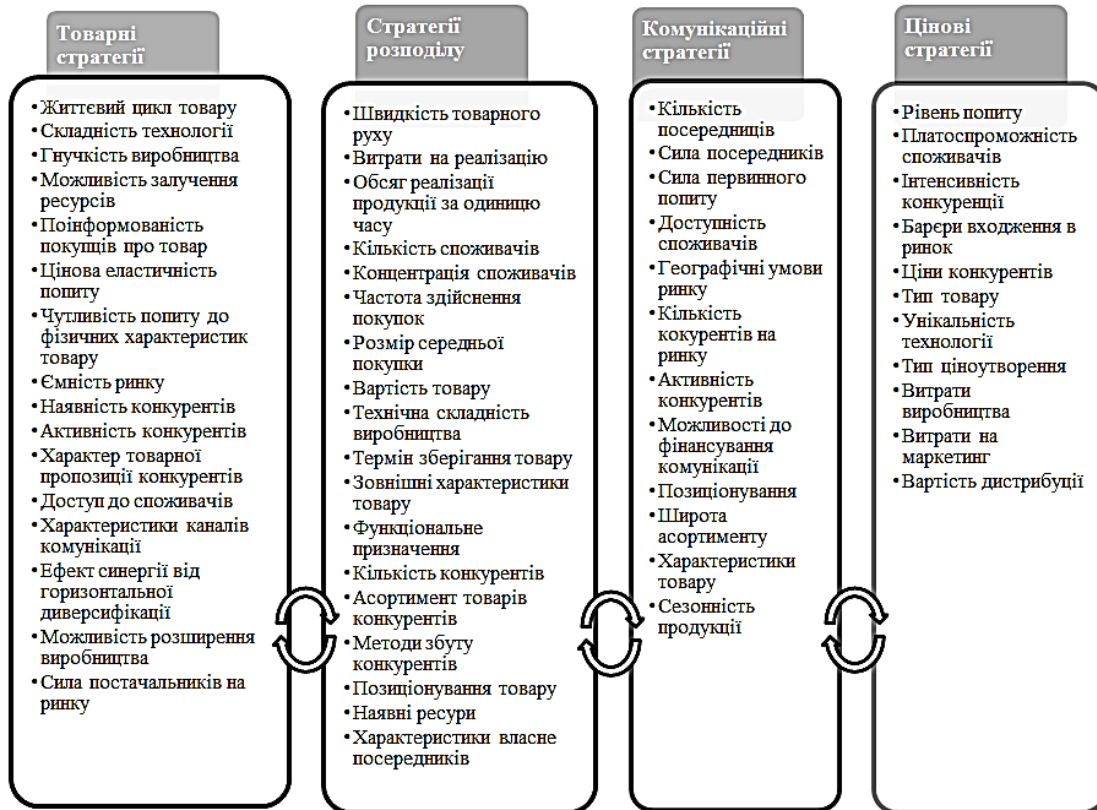 Товарні
стратегії
•Життєвий цикл товару
•Складність технології
•Гнучкість виробництва
•Можливість залучення
ресурсів
•Поінформованість
покупців про товар
•Цінова еластичність
попиту
•Чутливість попиту до
фізичних характеристик
товару
•Ємність ринку
•Наявність конкурентів
•Активність конкурентів
•Характер товарної
пропозиції конкурентів
•Доступ до споживачів
•Характеристики каналів
комунікації
•Ефект синергії від
горизонтальної
диверсифікації
•Можливість розширення
виробництва
•Сила постачальників на
ринку
Стратегії
розподілу
•Швидкість товарного
руху
•Витрати на реалізацію
•Обсяг реалізації
продукції за одиницю
часу
•Кількість споживачів
•Концентрація споживачів
•Частота здійснення
покупок
•Розмір середньої
покупки
•Вартість товару
•Технічна складність
виробництва
•Термін зберігання товару
•Зовнішні характеристики
товару
•Функціональне
призначення
•Кількість конкурентів
•Асортимент товарів
конкурентів
•Методи збуту
конкурентів
•Позиціонування товару
•Наявні ресури
•Характеристики власне
посередників
Комунікаційні
стратегії
•Кількість
посередників
•Сила посередників
•Сила первинного
попиту
•Доступність
споживачів
•Географічні умови
ринку
•Кількість
кокурентів на
ринку
•Активність
конкурентів
•Можливості до
фінансування
комунікації
•Позиціонування
•Широта
асортименту
•Характеристики
товару
•Сезонність
продукції
Цінові
стратегії
•Рівень попиту
•Платоспроможність
споживачів
•Інтенсивність
конкуренції
•Барєри входження в
ринок
•Ціни конкурентів
•Тип товару
•Унікальність
технології
•Тип ціноутворення
•Витрати
виробництва
•Витрати на
маркетинг
•Вартість дистрибуції